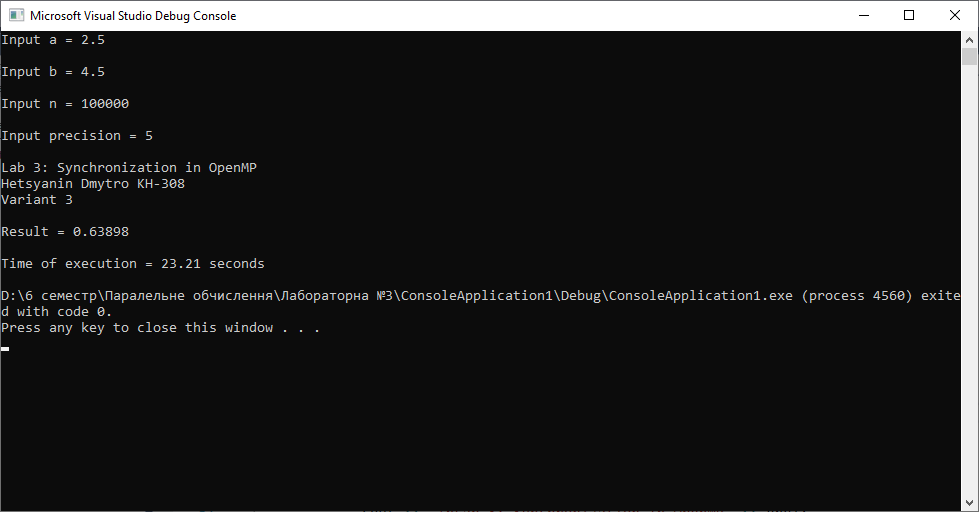 Microsoft Visual Studio Debug Console
Input a = 2.5
Input b = 4.5
Input n = 100000
Input precision = 5
Lab 3: Synchronization in OpenMP
Hetsyanin Dmytro KH-308
Variant 3
Result = 0.63898
Time of execution = 23.21 seconds
D:\6 семестр\Паралельне обчислення\Лабораторна №3\ConsoleApplication1\Debug\ConsoleApplication1.exe (process 4560) exite
d with code 0.
Press any key to close this window . . .